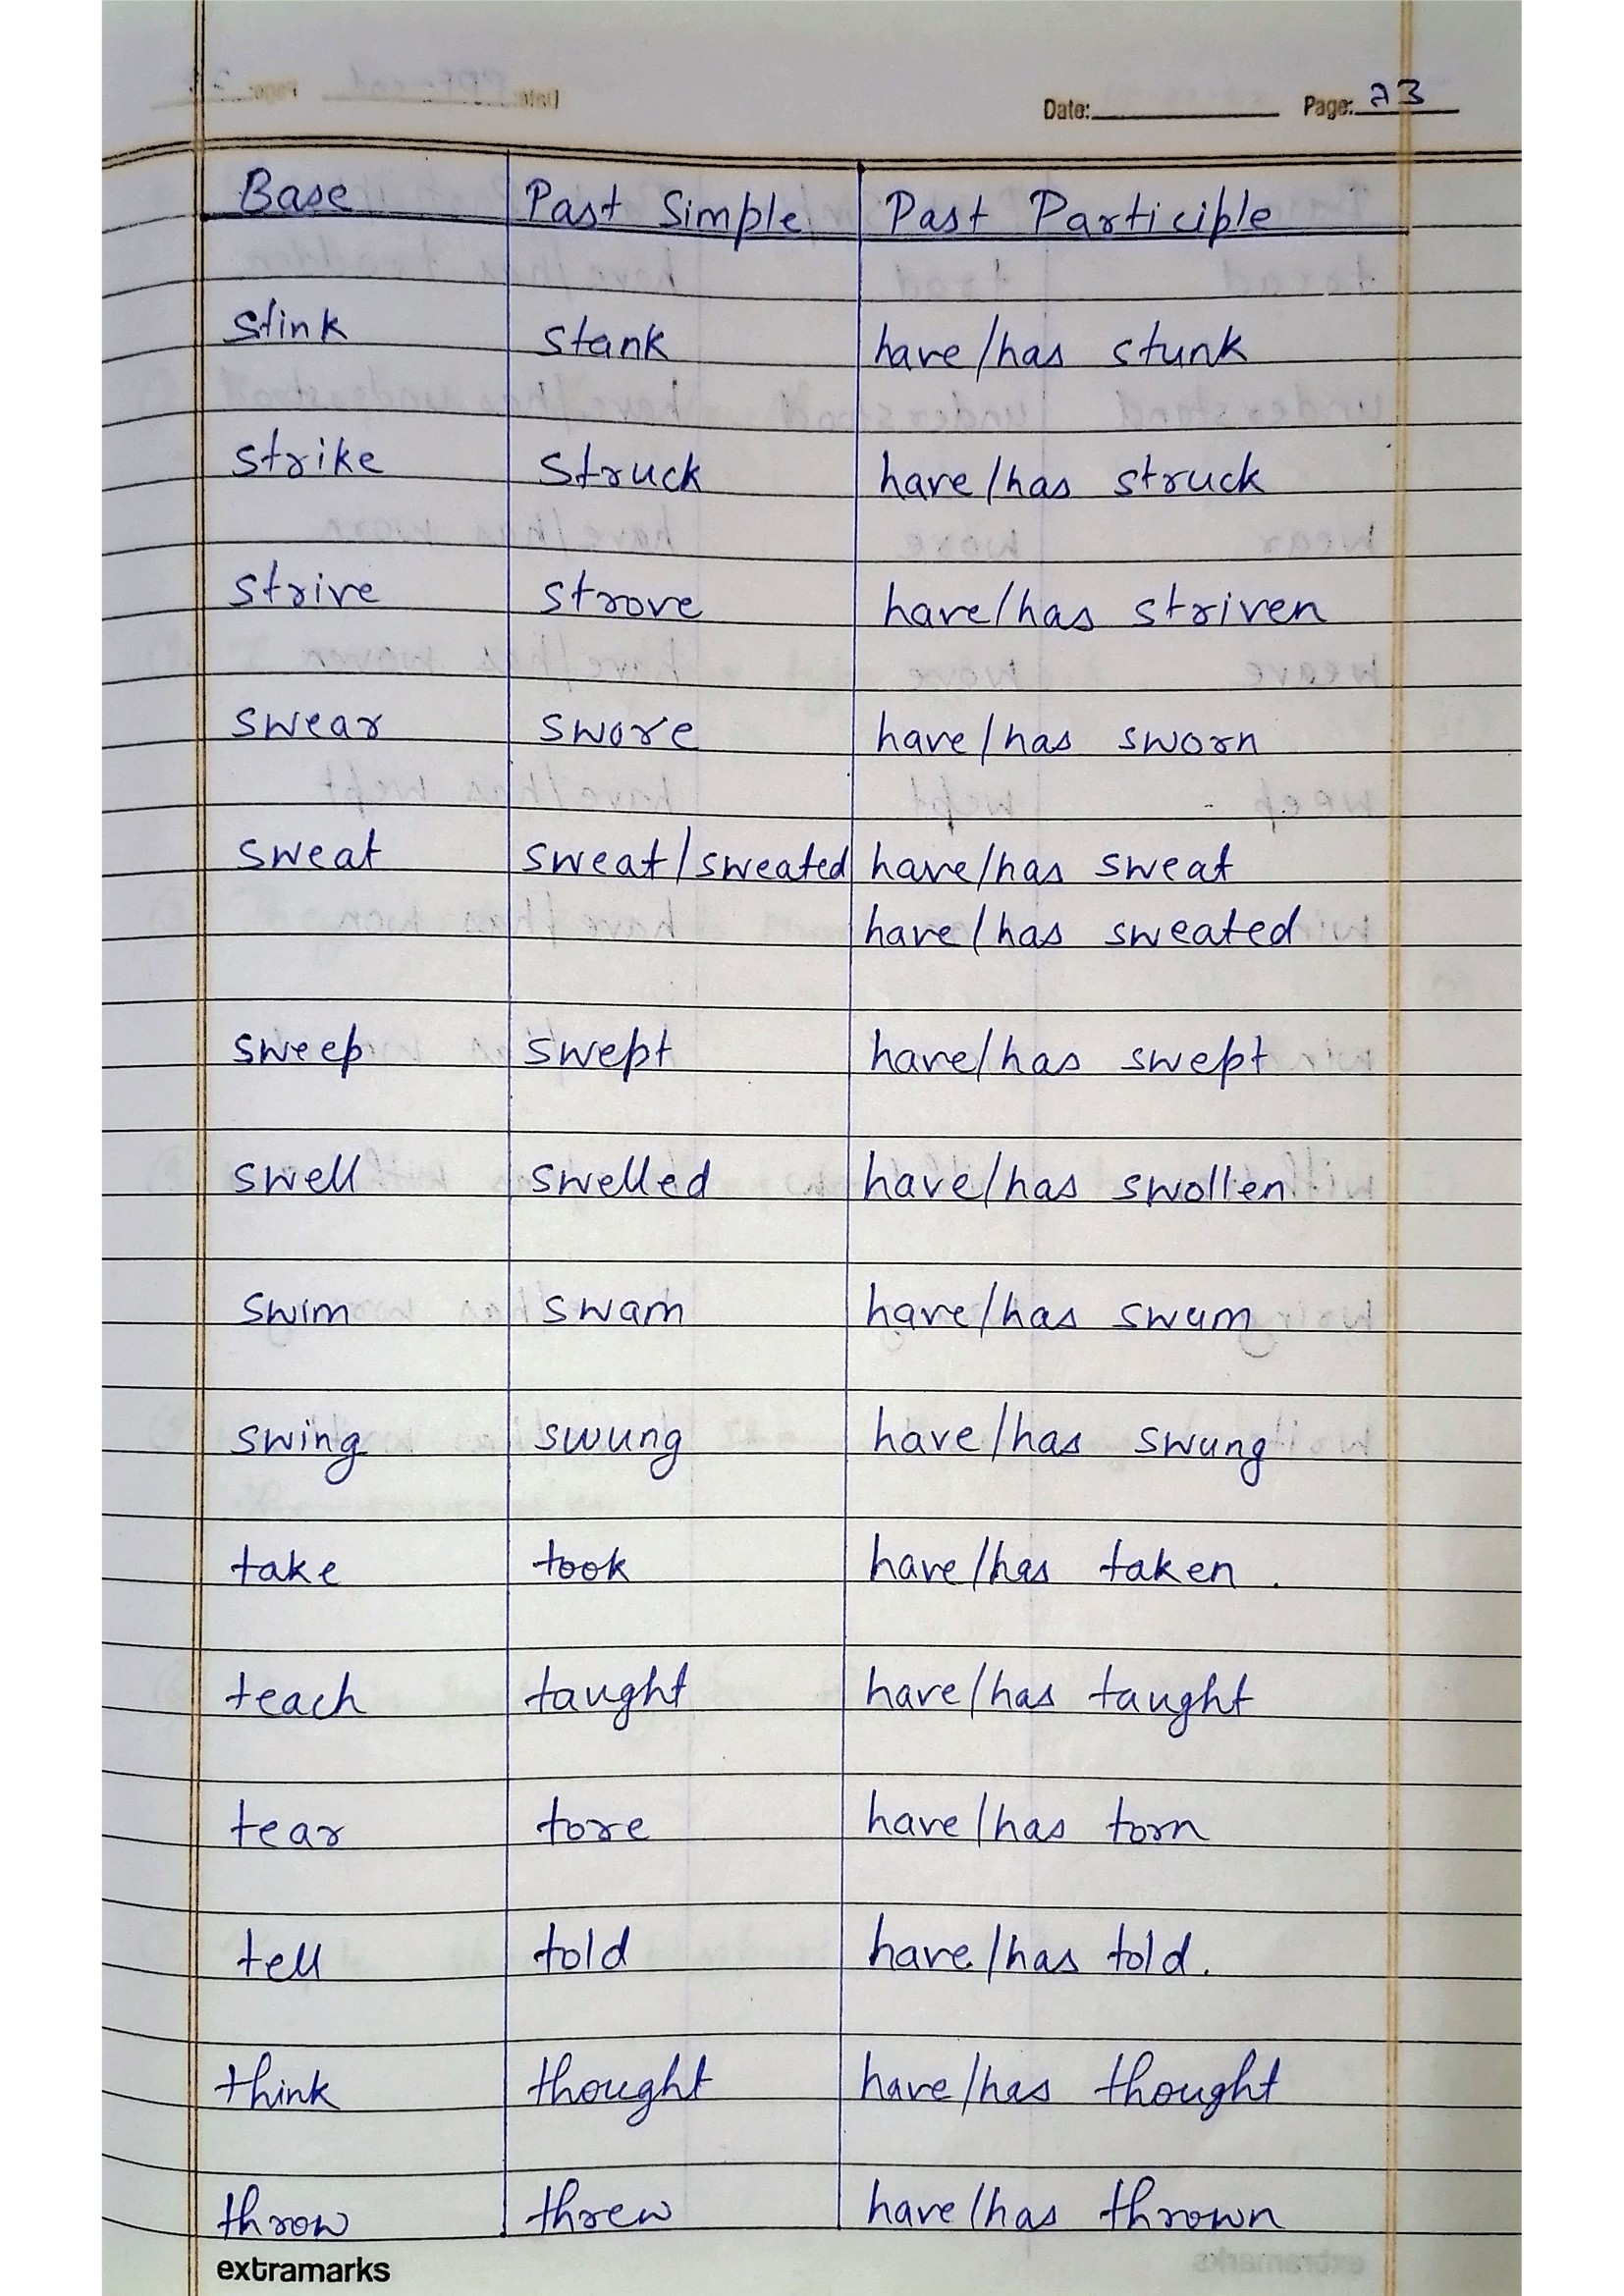 Date: Page: 23
Base Past Simple Past Participle
stink stank have/has stunk
strike struck have/has struck
strive strove have/has striven
swear swore have/has sworn
sweat sweat/sweated have/has sweat
have/has sweated
sweep swept have/has swept
swell swelled have/has swollen
swim swam have/has swum
swing swung have/has swung
take took have/has taken.
teach taught have/has taught
tear tore have/has torn
tell told have/has told.
think thought have/has thought
throw threw have/has thrown
extramarks